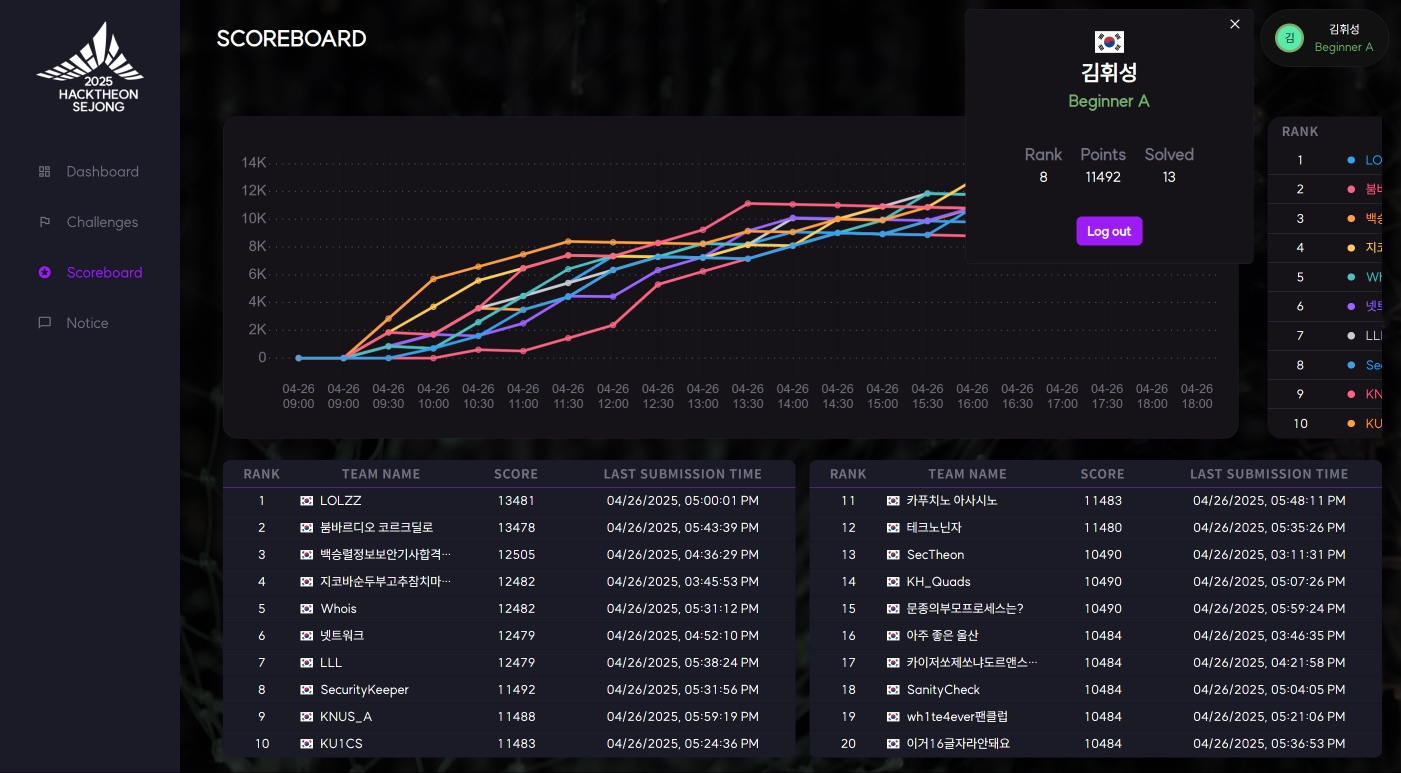 2025
HACKTHEON
SEJONG
Dashboard
Challenges
Scoreboard
Notice
SCOREBOARD
김휘성
Beginner A
Rank Points Solved
8 11492 13
Log out
김 김휘성
Beginner A
14K
12K
10K
8K
6K
4K
2K
0
04-26 04-26 04-26 04-26 04-26 04-26 04-26 04-26 04-26 04-26 04-26 04-26 04-26 04-26 04-26 04-26 04-26 04-26 04-26 04-26 04-26
09:00 09:00 09:30 10:00 10:30 11:00 11:30 12:00 12:30 13:00 13:30 14:00 14:30 15:00 15:30 16:00 16:30 17:00 17:30 18:00 18:00
RANK
1 LO
2 붐
3 백승
4 지코
5 Wh
6 넷트
7 LLL
8 Sec
9 KN
10 KU
RANK TEAM NAME SCORE LAST SUBMISSION TIME
1 LOLZZ 13481 04/26/2025, 05:00:01 PM
2 붐바르디오 코르크딜로 13478 04/26/2025, 05:43:39 PM
3 백승렬정보보안기사합격··· 12505 04/26/2025, 04:36:29 PM
4 지코바순두부고추참치마··· 12482 04/26/2025, 03:45:53 PM
5 Whois 12482 04/26/2025, 05:31:12 PM
6 넷트워크 12479 04/26/2025, 04:52:10 PM
7 LLL 12479 04/26/2025, 05:38:24 PM
8 SecurityKeeper 11492 04/26/2025, 05:31:56 PM
9 KNUS_A 11488 04/26/2025, 05:59:19 PM
10 KU1CS 11483 04/26/2025, 05:24:36 PM
RANK TEAM NAME SCORE LAST SUBMISSION TIME
11 카푸치노 아사시노 11483 04/26/2025, 05:48:11 PM
12 테크노닌자 11480 04/26/2025, 05:35:26 PM
13 SecTheon 10490 04/26/2025, 03:11:31 PM
14 KH_Quads 10490 04/26/2025, 05:07:26 PM
15 문종의부모프로세스는? 10490 04/26/2025, 05:59:24 PM
16 아주 좋은 울산 10484 04/26/2025, 03:46:35 PM
17 카이저쏘제쏘나도르앤스··· 10484 04/26/2025, 04:21:58 PM
18 SanityCheck 10484 04/26/2025, 05:04:05 PM
19 wh1te4ever팬클럽 10484 04/26/2025, 05:21:06 PM
20 이거16글자라안돼요 10484 04/26/2025, 05:36:53 PM